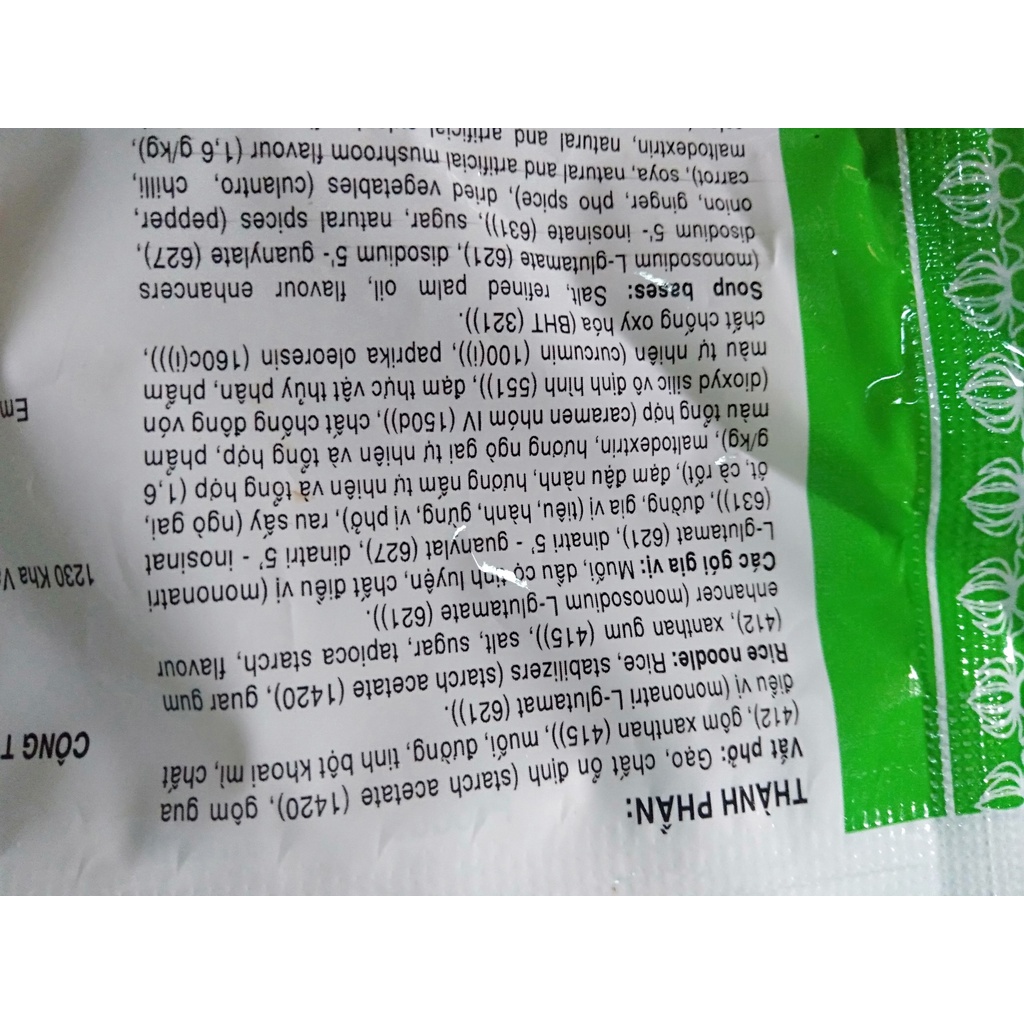 THÀNH PHẦN:
Vắt phở: Gạo, chất ổn định (starch acetate (1420), gôm gua
(412), gôm xanthan (415)), muối, đường, tinh bột khoai mì, chất
điều vị (mononatri L-glutamat (621)).
Rice noodle: Rice, stabilizers (starch acetate (1420), guar gum
(412), xanthan gum (415)), salt, sugar, tapioca starch, flavour
enhancer (monosodium L-glutamate (621)).
Các gói gia vị: Muối, dầu cọ tinh luyện, chất điều vị (mononatri
L-glutamat (621), dinatri 5' - guanylat (627), dinatri 5' - inosinat
(631)), đường, gia vị (tiêu, hành, gừng, vị phở), rau sấy (ngò gai,
ớt, cà rốt), đạm đậu nành, hương nấm tự nhiên và tổng hợp (1,6
g/kg), maltodextrin, hương ngò gai tự nhiên và tổng hợp, phẩm
màu tổng hợp (caramen nhóm IV (150d)), chất chống đông vón
(dioxyd silic vô định hình (551)), đạm thực vật thủy phân, phẩm
màu tự nhiên (curcumin (100(i)), paprika oleoresin (160c(i))),
chất chống oxy hóa (BHT (321)).
Soup bases: Salt, refined palm oil, flavour enhancers
(monosodium L-glutamate (621), disodium 5'- guanylate (627),
disodium 5'- inosinate (631)), sugar, natural spices (pepper,
onion, ginger, pho spice), dried vegetables (culantro, chilli,
carrot), soya, natural and artificial mushroom flavour (1,6 g/kg),
maltodextrin, natural and artificial
CÔNG T
1230 Kha Vạ
Em